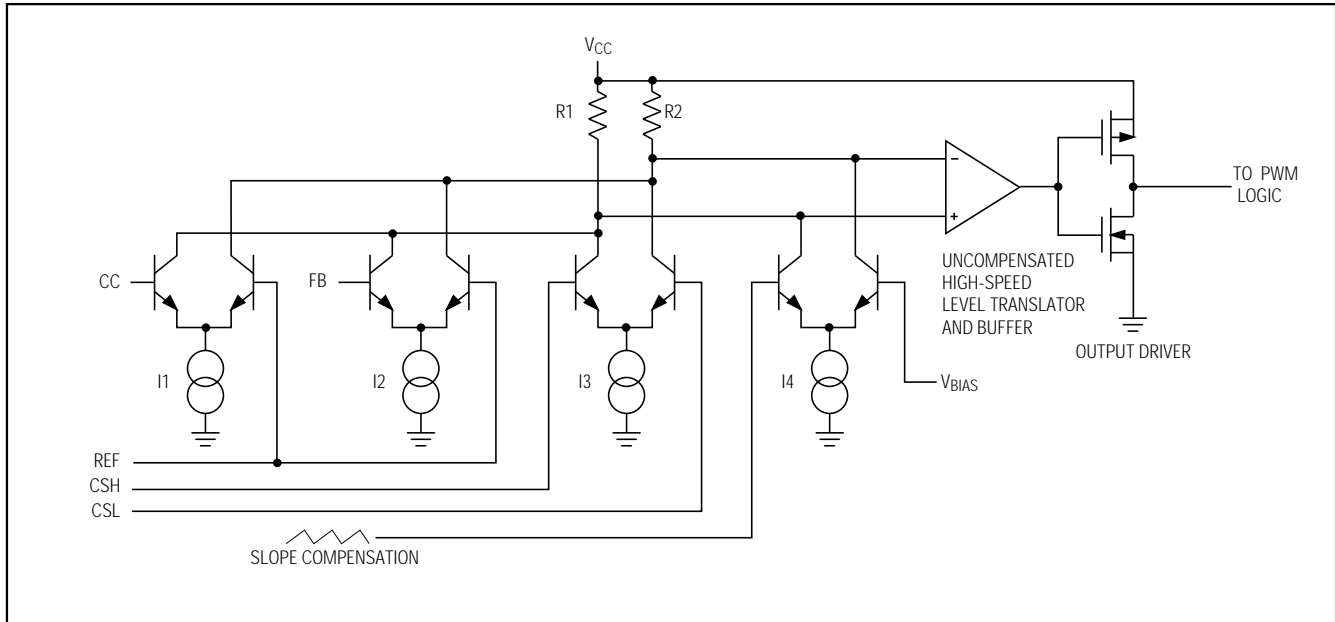 VCC
R1
R2
TO PWM
LOGIC
CC
FB
UNCOMPENSATED
HIGH-SPEED
LEVEL TRANSLATOR
AND BUFFER
OUTPUT DRIVER
I1
I2
I3
I4
VBIAS
REF
CSH
CSL
SLOPE COMPENSATION